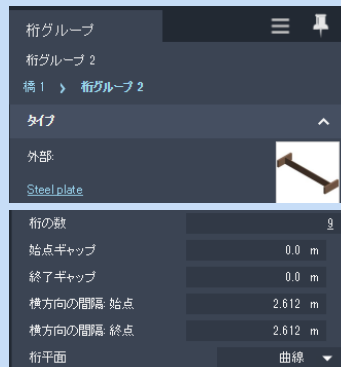 桁グループ
桁グループ 2
橋 1 › 桁グループ 2
タイプ
外部:
Steel plate
桁の数 9
始点ギャップ 0.0 m
終了ギャップ 0.0 m
横方向の間隔: 始点 2.612 m
横方向の間隔: 終点 2.612 m
桁平面 曲線